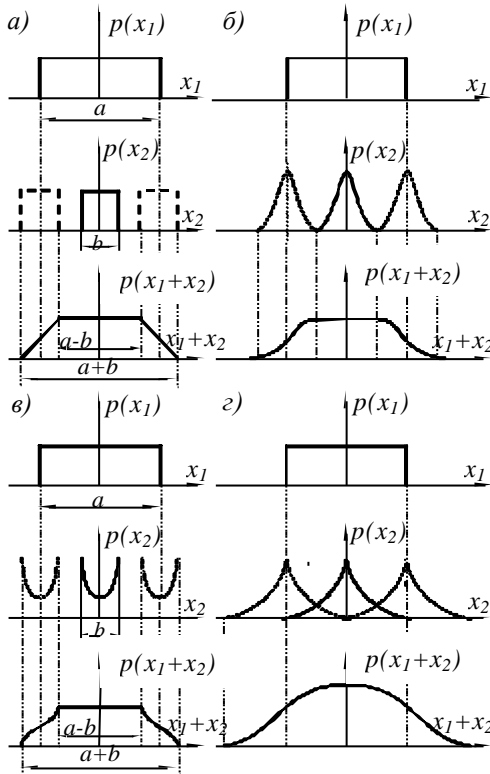 а) p(x1) б) p(x1)
x1 x1
a
p(x2) p(x2)
x2 x2
b
p(x1+x2) p(x1+x2)
a-b x1+x2 x1+x2
a+b
в) p(x1) г) p(x1)
x1 x1
a
p(x2) p(x2)
x2 x2
b
p(x1+x2) p(x1+x2)
a-b x1+x2 x1+x2
a+b